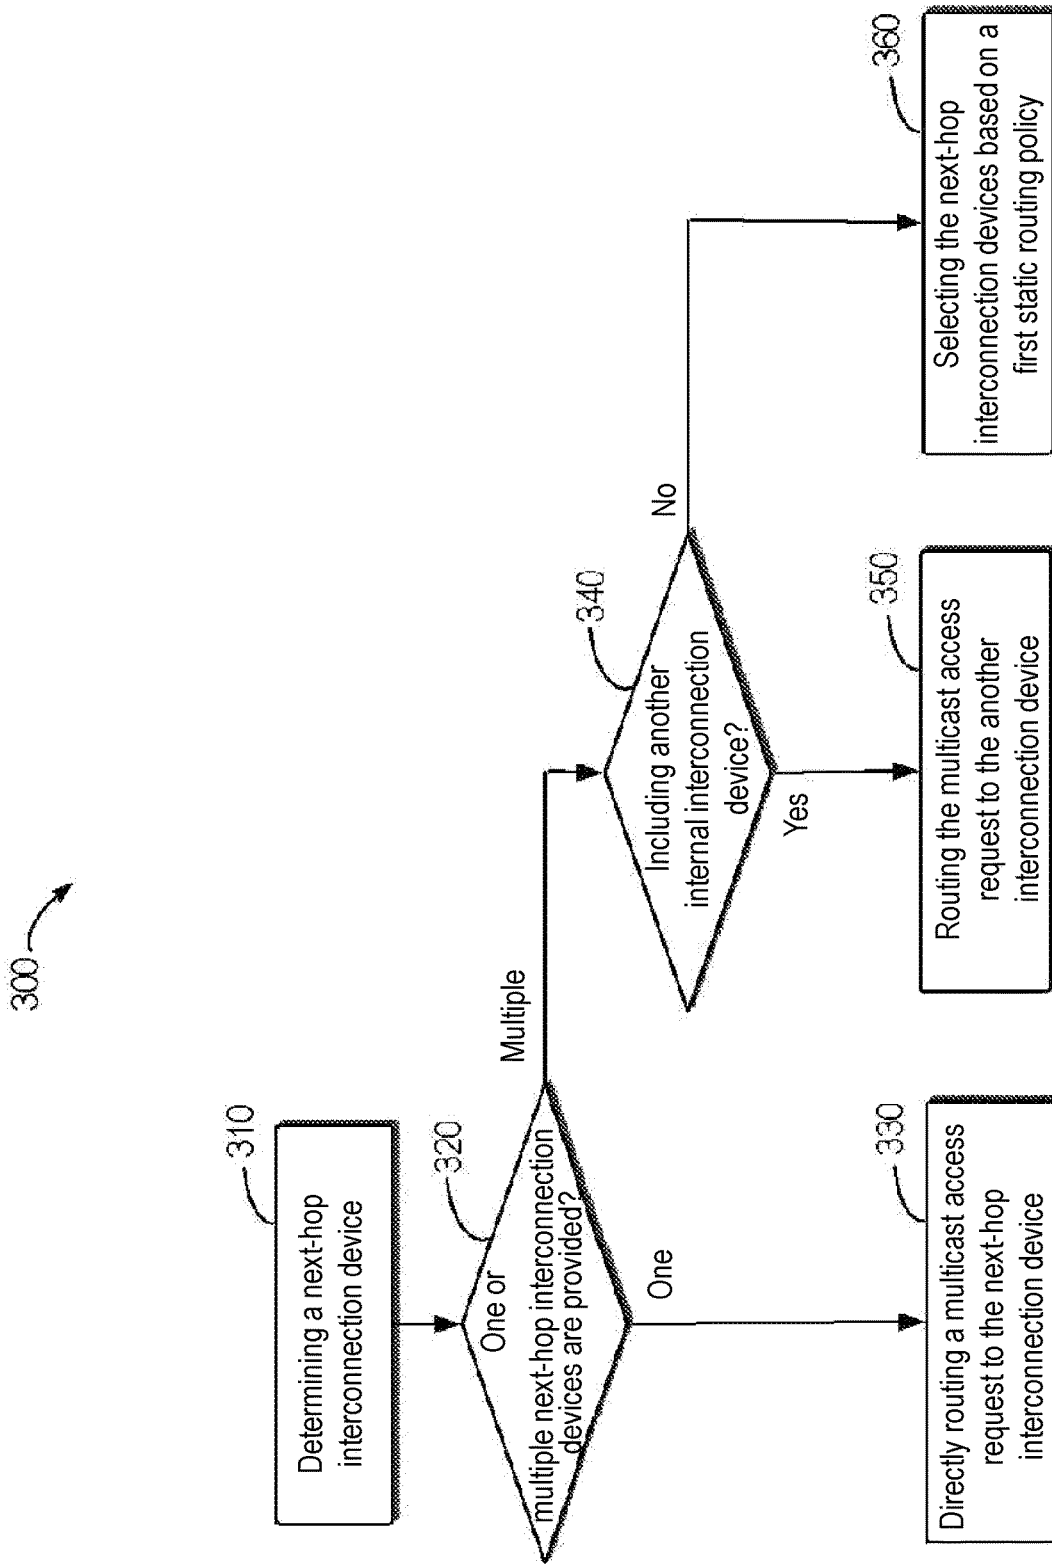 300
310
Determining a next-hop
interconnection device
320
One or
multiple next-hop interconnection
devices are provided?
Multiple
One
330
Directly routing a multicast access
request to the next-hop
interconnection device
340
Including another
internal interconnection
device?
No
Yes
350
Routing the multicast access
request to the another
interconnection device
360
Selecting the next-hop
interconnection devices based on a
first static routing policy